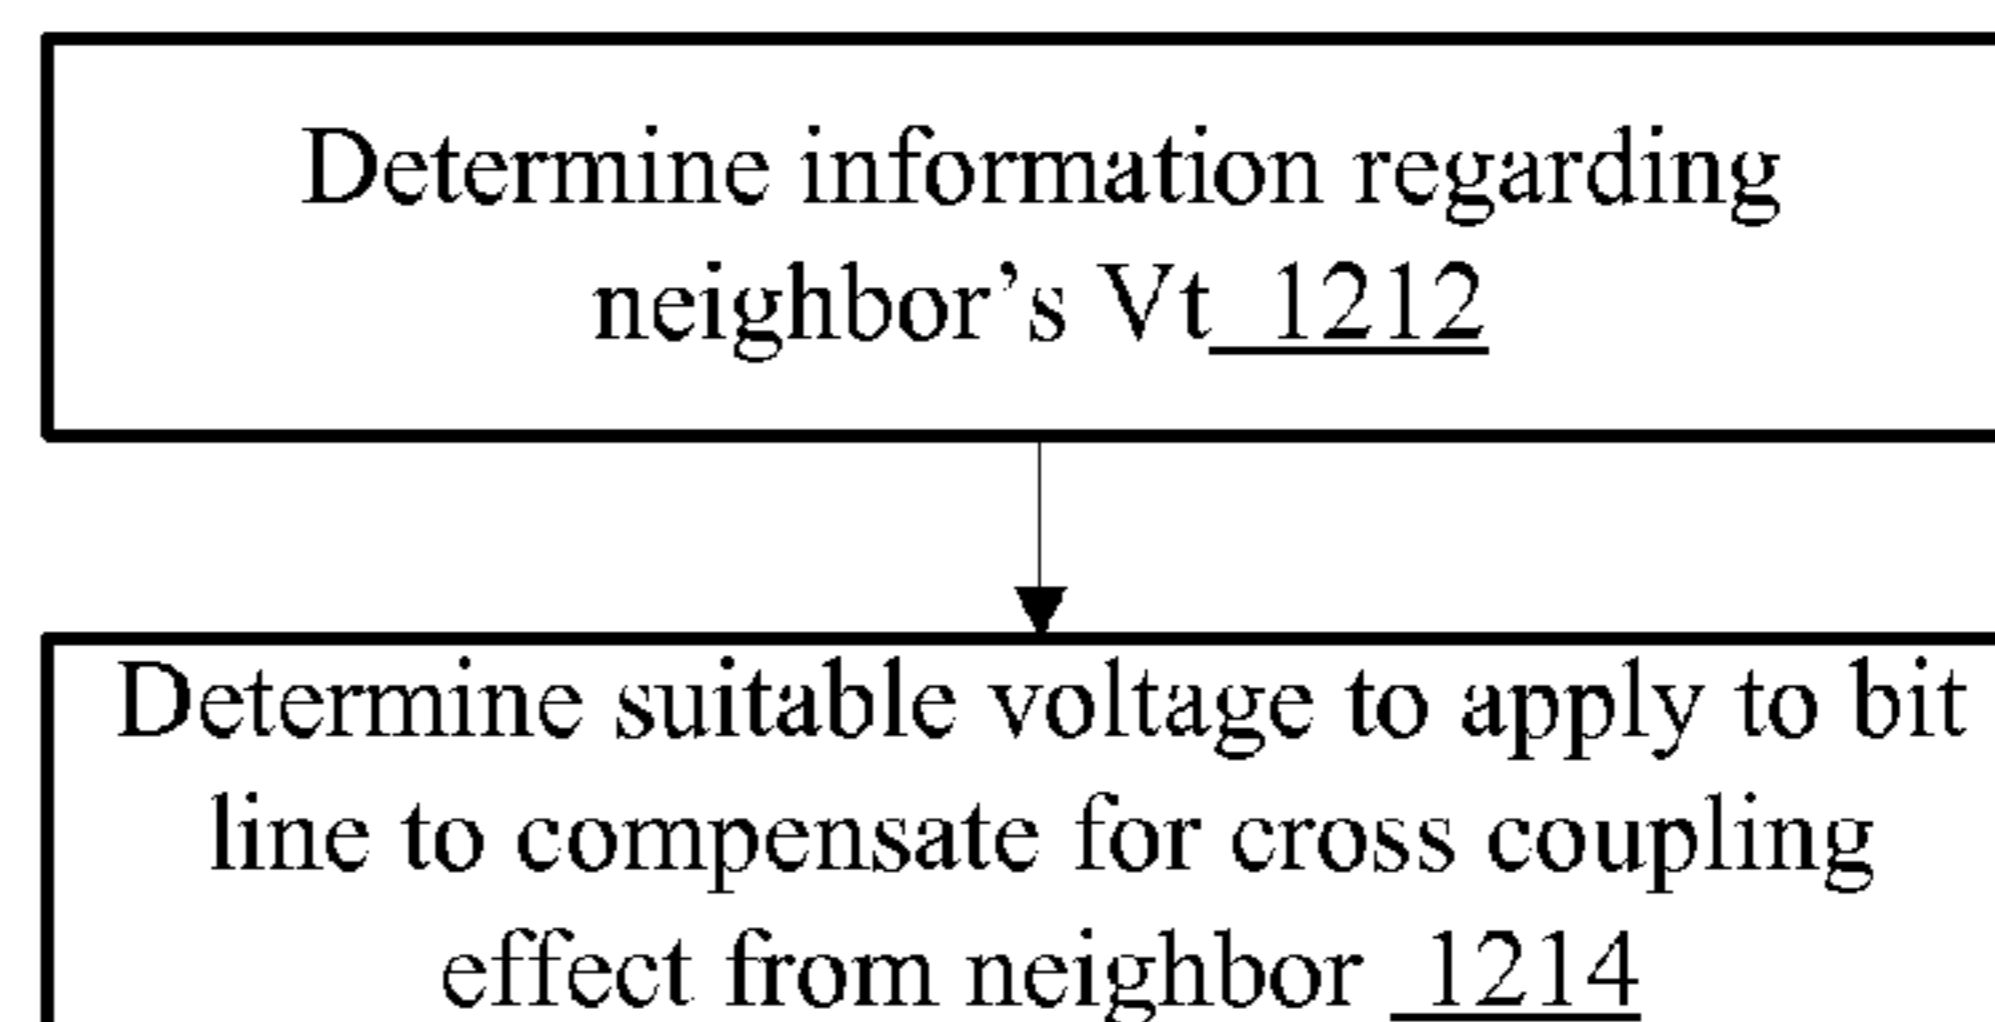 Determine information regarding
neighbor’s Vt 1212
Determine suitable voltage to apply to bit
line to compensate for cross coupling
effect from neighbor 1214